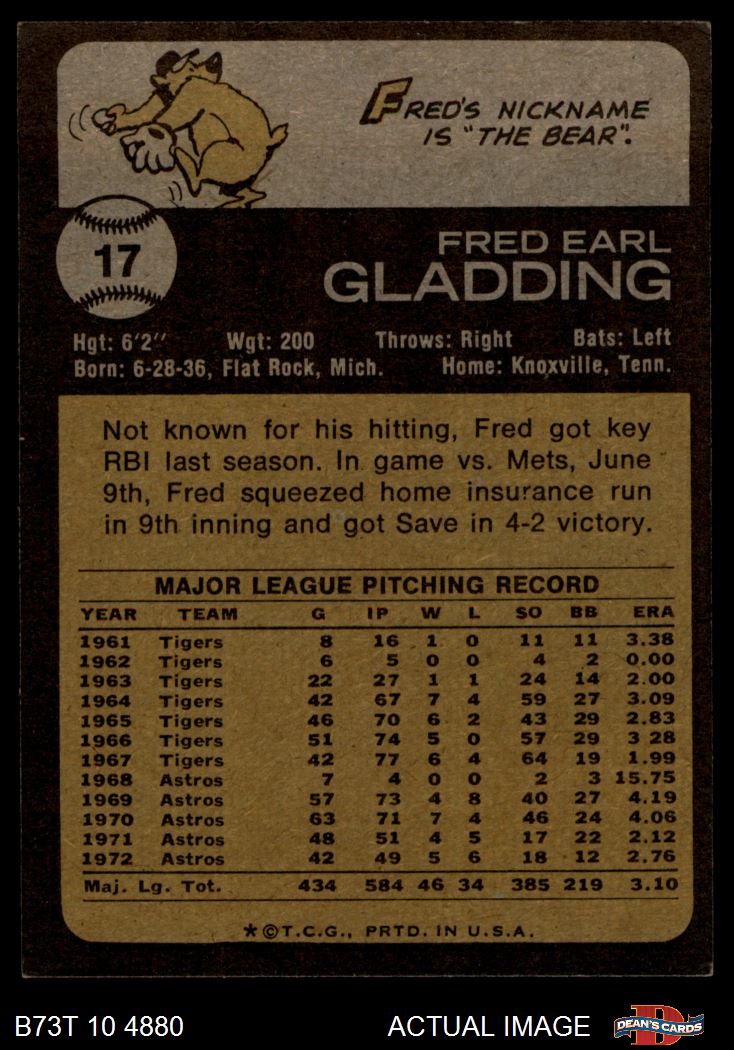 FRED'S NICKNAME
IS "THE BEAR".
17
FRED EARL
GLADDING
Hgt: 6'2" Wgt: 200 Throws: Right Bats: Left
Born: 6-28-36, Flat Rock, Mich. Home: Knoxville, Tenn.
Not known for his hitting, Fred got key
RBI last season. In game vs. Mets, June
9th, Fred squeezed home insurance run
in 9th inning and got Save in 4-2 victory.
MAJOR LEAGUE PITCHING RECORD
YEAR TEAM G IP W L SO BB ERA
1961 Tigers 8 16 1 0 11 11 3.38
1962 Tigers 6 5 0 0 4 2 0.00
1963 Tigers 22 27 1 1 24 14 2.00
1964 Tigers 42 67 7 4 59 27 3.09
1965 Tigers 46 70 6 2 43 29 2.83
1966 Tigers 51 74 5 0 57 29 3 28
1967 Tigers 42 77 6 4 64 19 1.99
1968 Astros 7 4 0 0 2 3 15.75
1969 Astros 57 73 4 8 40 27 4.19
1970 Astros 63 71 7 4 46 24 4.06
1971 Astros 48 51 4 5 17 22 2.12
1972 Astros 42 49 5 6 18 12 2.76
Maj. Lg. Tot. 434 584 46 34 385 219 3.10
*©T.C.G., PRTD. IN U.S.A.
B73T 10 4880 ACTUAL IMAGE D DEAN'S CARDS